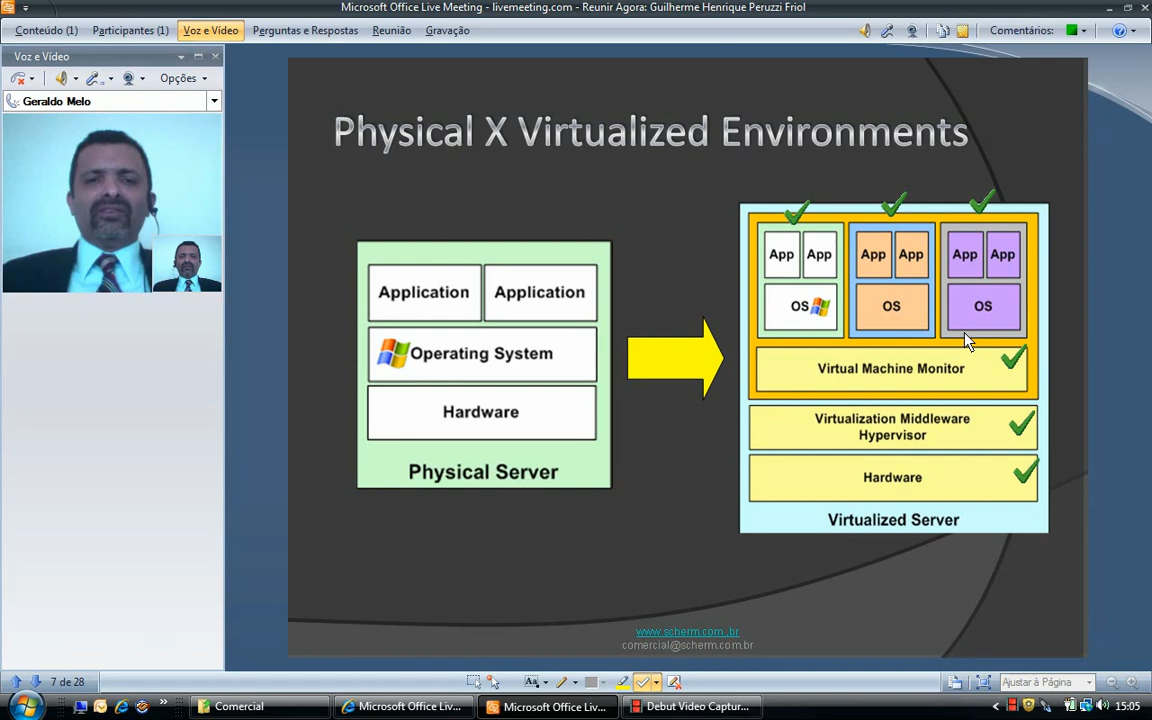 Microsoft Office Live Meeting - livemeeting.com - Reunir Agora: Guilherme Henrique Peruzzi Friol
Conteúdo (1) Participantes (1) Voz e Vídeo Perguntas e Respostas Reunião Gravação Comentários:
Voz e Vídeo
Opções
Geraldo Melo
Physical X Virtualized Environments
Application Application
Operating System
Hardware
Physical Server
App App App App App App
OS OS OS
Virtual Machine Monitor
Virtualization Middleware
Hypervisor
Hardware
Virtualized Server
www.scherm.com.br
comercial@scherm.com.br
7 de 28 Aa Ajustar à Página
Comercial Microsoft Office Liv... Microsoft Office Liv... Debut Video Captur... 15:05